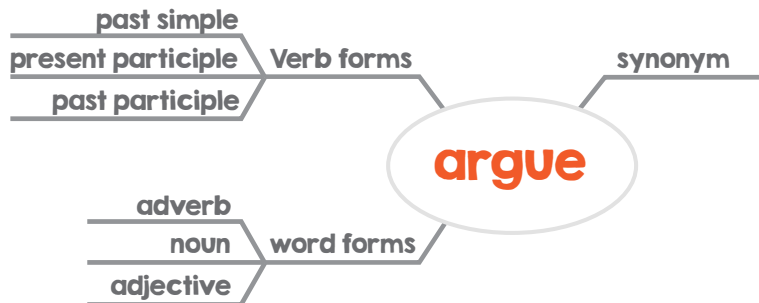 past simple
present participle
past participle
Verb forms
synonym
argue
adverb
noun
adjective
word forms